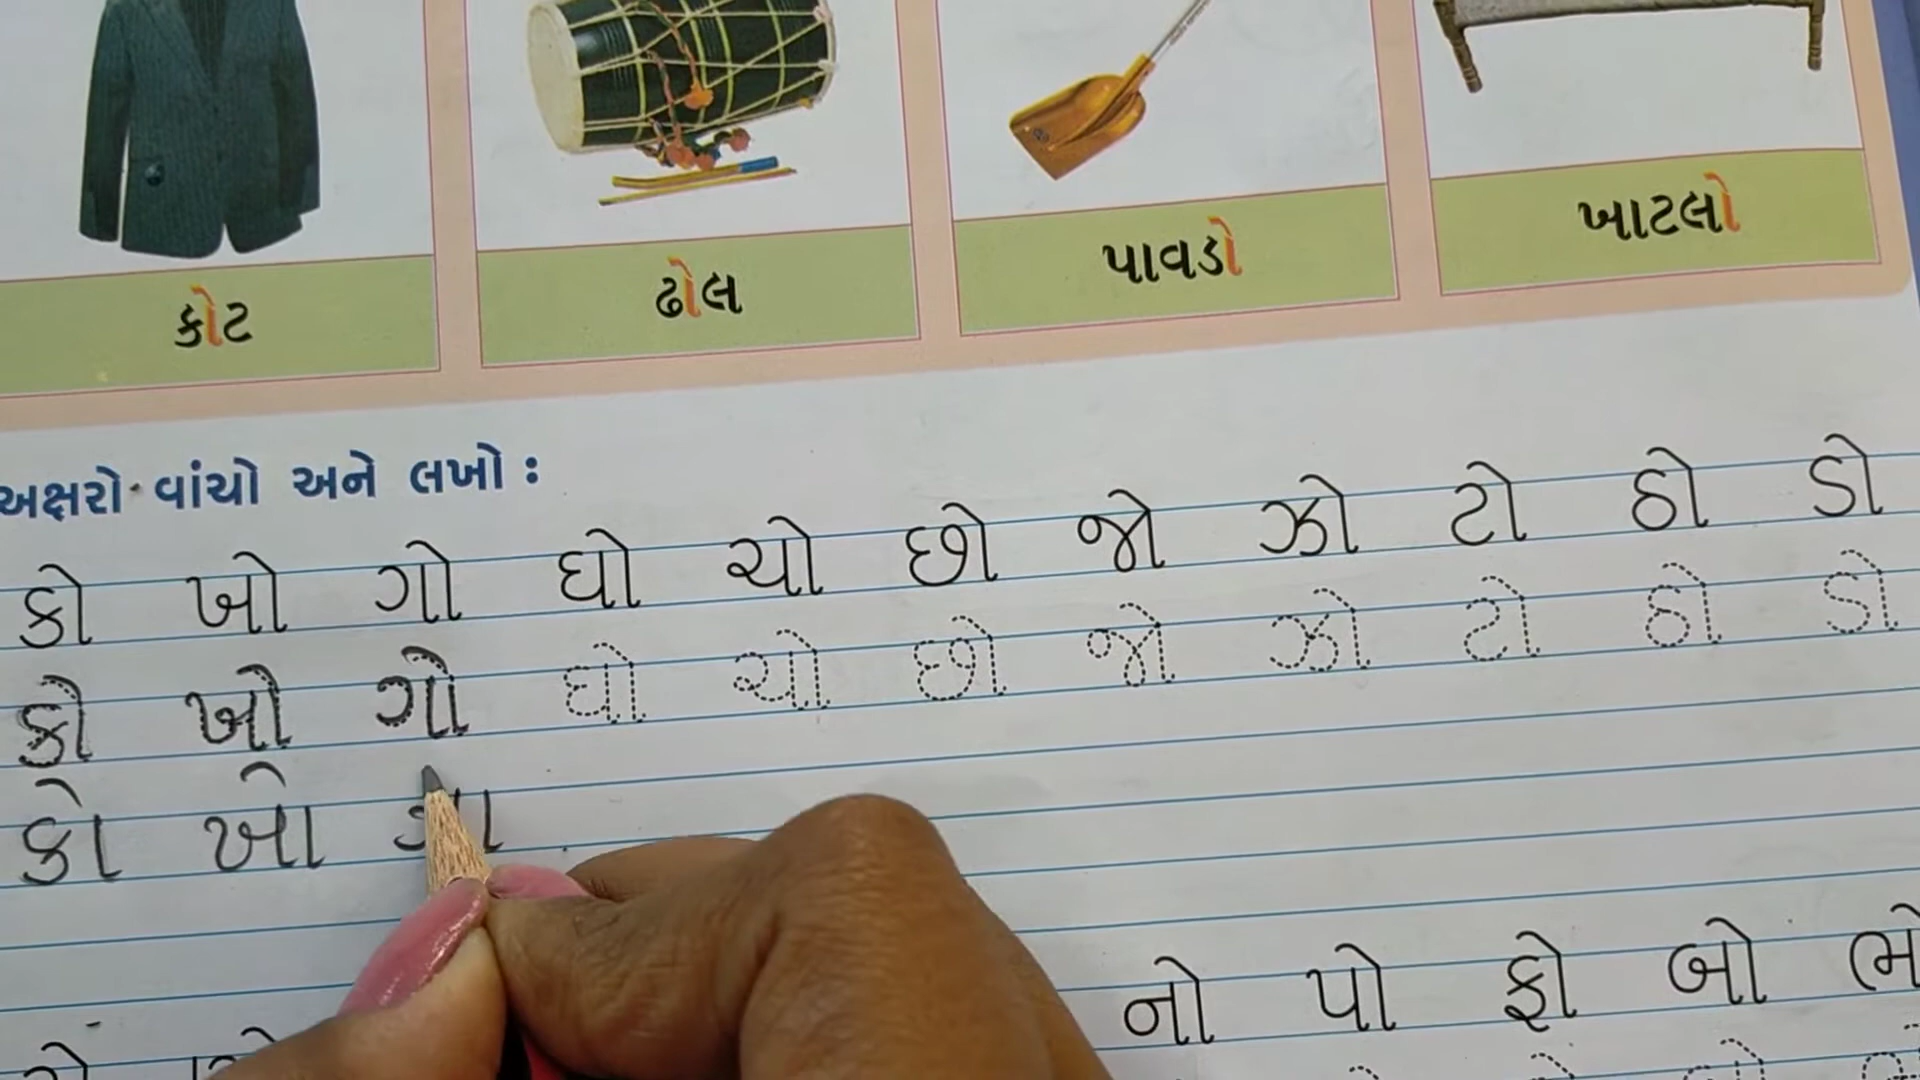 કોટ ઢોલ પાવડો ખાટલો
અક્ષરો વાંચો અને લખો :
કો ખો ગો ઘો ચો છો જો ઝો ટો ઠો ડો
કો ખો ગો ઘો ચો છો જો ઝો ટો ઠો ડો
કો ખો ગા
નો પો ફો બો ભો